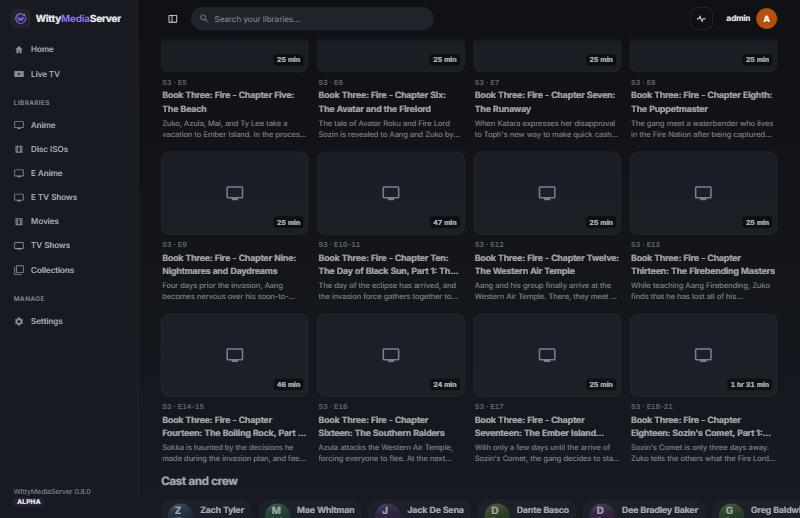 WittyMediaServer
Search your libraries...
admin
A
Home
Live TV
LIBRARIES
Anime
Disc ISOs
E Anime
E TV Shows
Movies
TV Shows
Collections
MANAGE
Settings
WittyMediaServer 0.8.0
ALPHA
25 min
S3 · E5
Book Three: Fire - Chapter Five:
The Beach
Zuko, Azula, Mai, and Ty Lee take a
vacation to Ember Island. In the proces...
25 min
S3 · E6
Book Three: Fire - Chapter Six:
The Avatar and the Firelord
The tale of Avatar Roku and Fire Lord
Sozin is revealed to Aang and Zuko by...
25 min
S3 · E7
Book Three: Fire - Chapter Seven:
The Runaway
When Katara expresses her disapproval
to Toph's new way to make quick cash...
25 min
S3 · E8
Book Three: Fire - Chapter Eighth:
The Puppetmaster
The gang meet a waterbender who lives
in the Fire Nation after being captured...
25 min
S3 · E9
Book Three: Fire - Chapter Nine:
Nightmares and Daydreams
Four days prior the invasion, Aang
becomes nervous over his soon-to-...
47 min
S3 · E10-11
Book Three: Fire - Chapter Ten:
The Day of Black Sun, Part 1: Th...
The day of the eclipse has arrived, and
the invasion force gathers together to...
25 min
S3 · E12
Book Three: Fire - Chapter Twelve:
The Western Air Temple
Aang and his group finally arrive at the
Western Air Temple. There, they meet ...
25 min
S3 · E13
Book Three: Fire - Chapter
Thirteen: The Firebending Masters
While teaching Aang Firebending, Zuko
finds that he has lost all of his...
46 min
S3 · E14-15
Book Three: Fire - Chapter
Fourteen: The Boiling Rock, Part ...
Sokka is haunted by the decisions he
made during the invasion plan, and fee...
24 min
S3 · E16
Book Three: Fire - Chapter
Sixteen: The Southern Raiders
Azula attacks the Western Air Temple,
forcing everyone to flee. At the next...
25 min
S3 · E17
Book Three: Fire - Chapter
Seventeen: The Ember Island...
With only a few days until the arrive of
Sozin's Comet, the gang decides to sta...
1 hr 31 min
S3 · E18-21
Book Three: Fire - Chapter
Eighteen: Sozin's Comet, Part 1:...
Sozin's Comet is only three days away.
Zuko tells the others what the Fire Lord...
Cast and crew
Z Zach Tyler
M Mae Whitman
J Jack De Sena
D Dante Basco
D Dee Bradley Baker
G Greg Baldwi